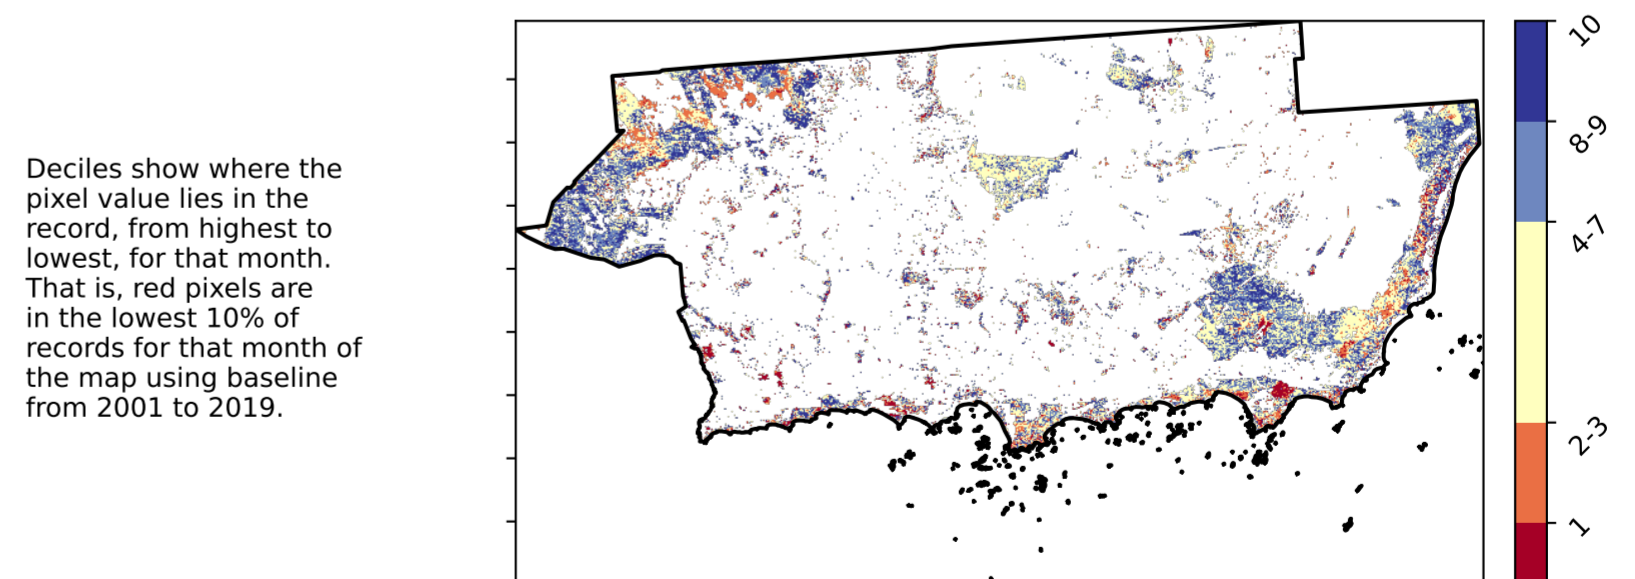 Deciles show where the
pixel value lies in the
record, from highest to
lowest, for that month.
That is, red pixels are
in the lowest 10% of
records for that month of
the map using baseline
from 2001 to 2019.
10
8-9
4-7
2-3
1